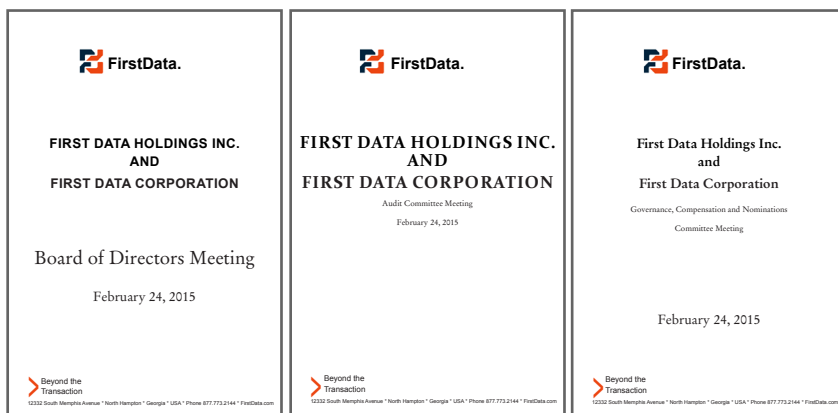 FirstData.
FIRST DATA HOLDINGS INC.
AND
FIRST DATA CORPORATION
Board of Directors Meeting
February 24, 2015
Beyond the
Transaction
12332 South Memphis Avenue * North Hampton * Georgia * USA * Phone 877.773.2144 * FirstData.com
FirstData.
FIRST DATA HOLDINGS INC.
AND
FIRST DATA CORPORATION
Audit Committee Meeting
February 24, 2015
Beyond the
Transaction
12332 South Memphis Avenue * North Hampton * Georgia * USA * Phone 877.773.2144 * FirstData.com
FirstData.
First Data Holdings Inc.
and
First Data Corporation
Governance, Compensation and Nominations
Committee Meeting
February 24, 2015
Beyond the
Transaction
12332 South Memphis Avenue * North Hampton * Georgia * USA * Phone 877.773.2144 * FirstData.com